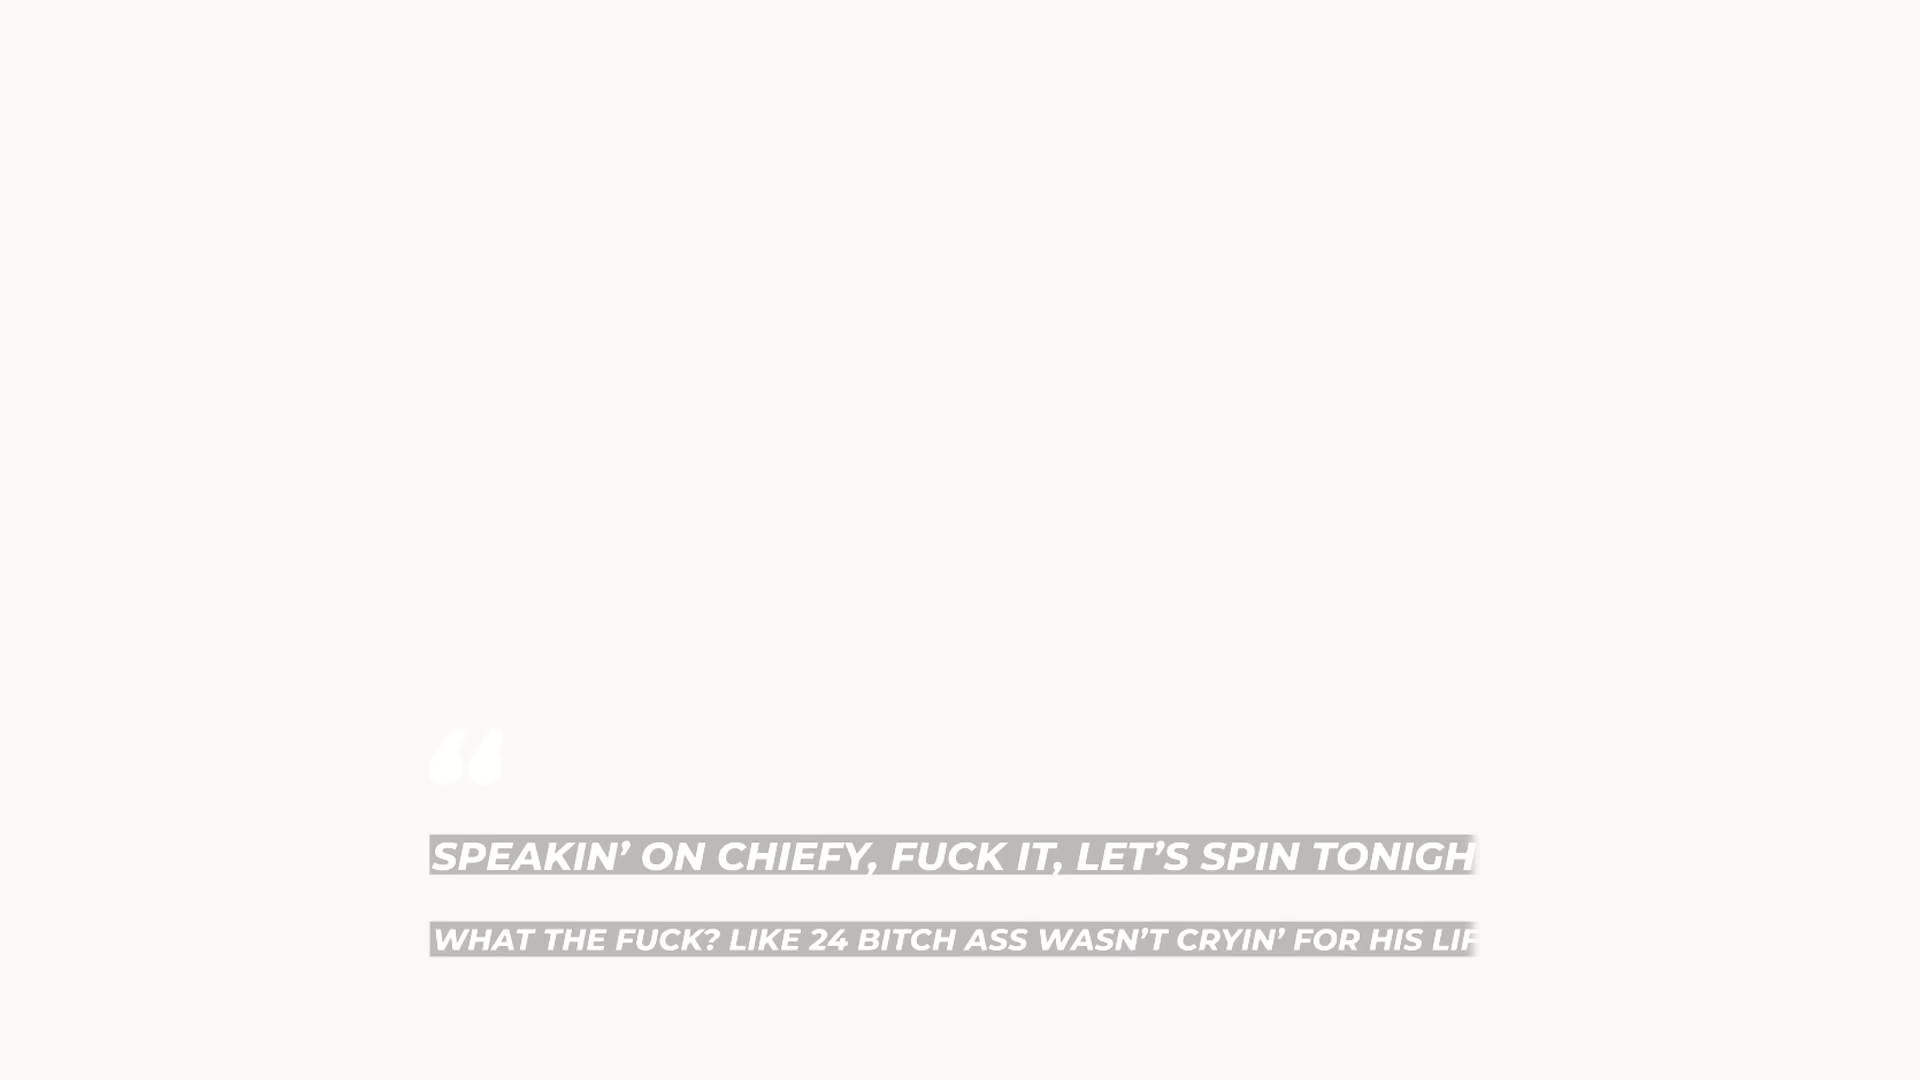 “
SPEAKIN’ ON CHIEFY, FUCK IT, LET’S SPIN TONIGH
WHAT THE FUCK? LIKE 24 BITCH ASS WASN’T CRYIN’ FOR HIS LIF